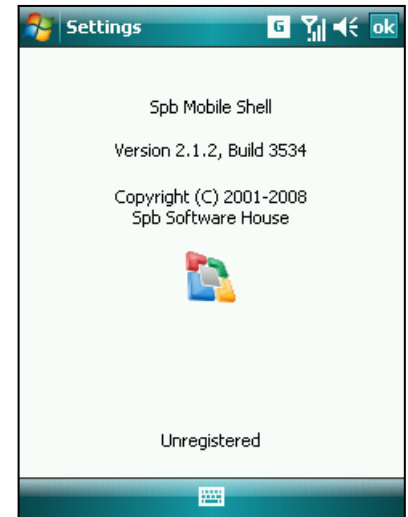 Settings
G
ok
Spb Mobile Shell
Version 2.1.2, Build 3534
Copyright (C) 2001-2008
Spb Software House
Unregistered